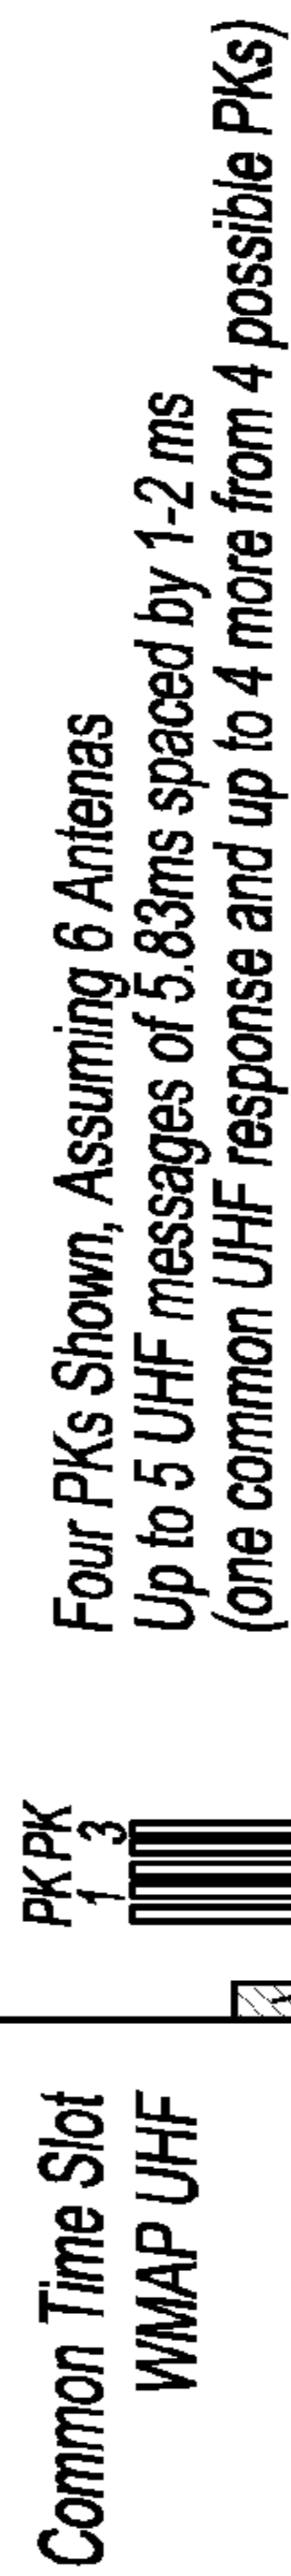 Common Time Slot
WMAP UHF
PK PK
1 3
Four PKs Shown, Assuming 6 Antenas
Up to 5 UHF messages of 5.83ms spaced by 1-2 ms
(one common UHF response and up to 4 more from 4 possible PKs)